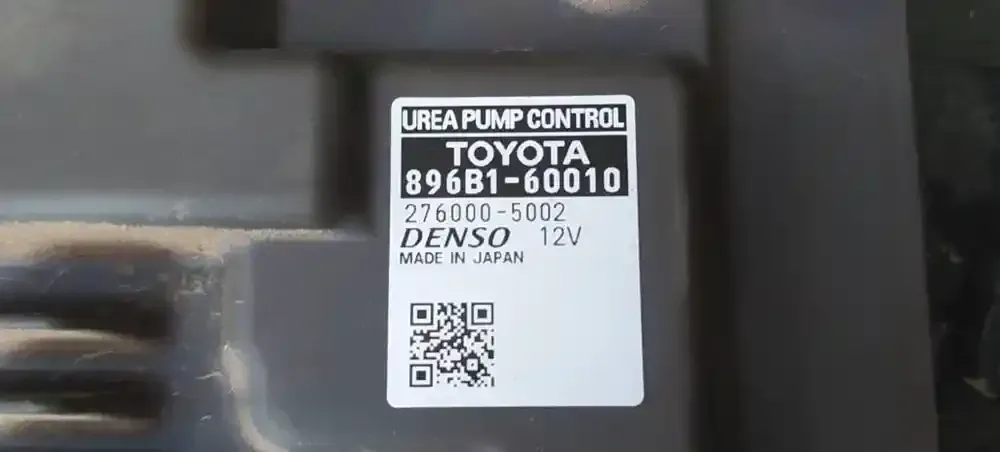 UREA PUMP CONTROL
TOYOTA
896B1-60010
276000-5002
DENSO 12V
MADE IN JAPAN